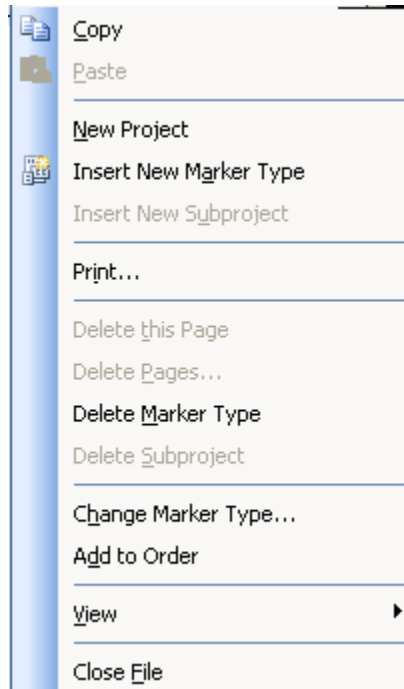 Copy
Paste
New Project
Insert New Marker Type
Insert New Subproject
Print...
Delete this Page
Delete Pages...
Delete Marker Type
Delete Subproject
Change Marker Type...
Add to Order
View
Close File